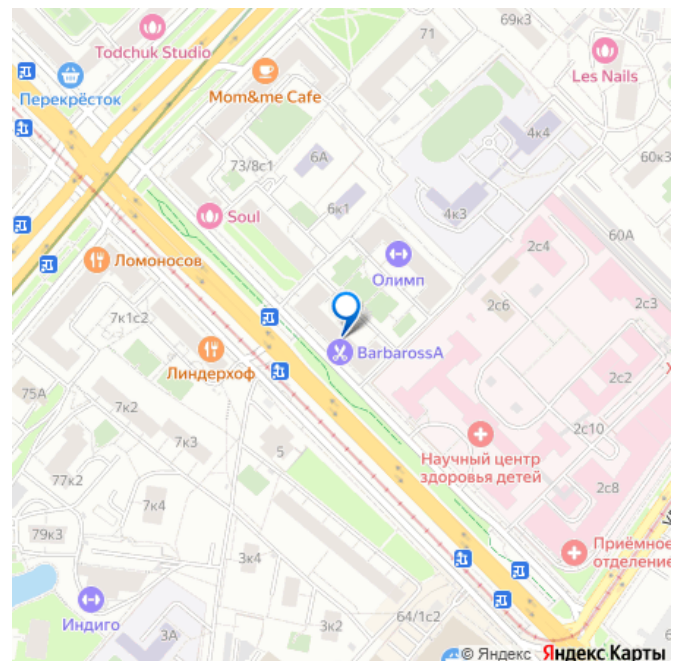 69к3
71
Todchuk Studio
Les Nails
Перекрёсток
Mom&me Cafe
4к4
6А
73/8с1
60к3
6к1
4к3
Soul
60А
2с4
Ломоносов
Олимп
2с6
2с3
7к1с2
BarbarossA
Линдерхоф
2с2
75А
7к2
2с10
7к3
5
Научный центр
здоровья детей
77к2
2с8
7к4
79к3
Приёмное
отделение
3к4
Индиго
64/1с2
3А
3к2
© Яндекс Яндекс Карты